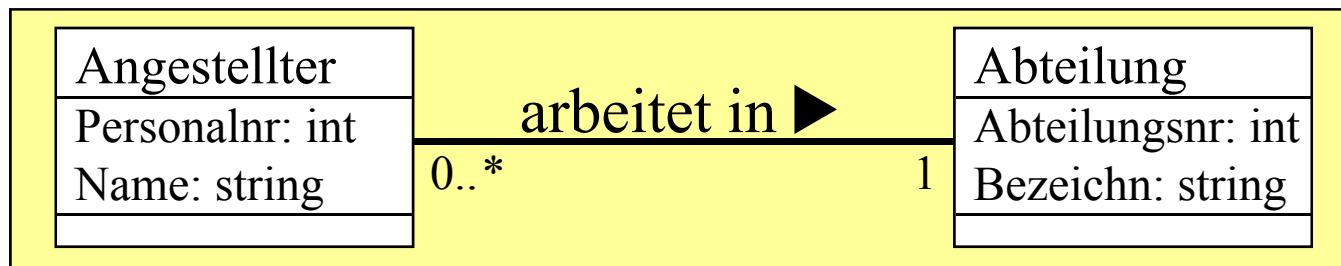 Angestellter
Personalnr: int
Name: string
arbeitet in ▶
0..*
1
Abteilung
Abteilungsnr: int
Bezeichn: string